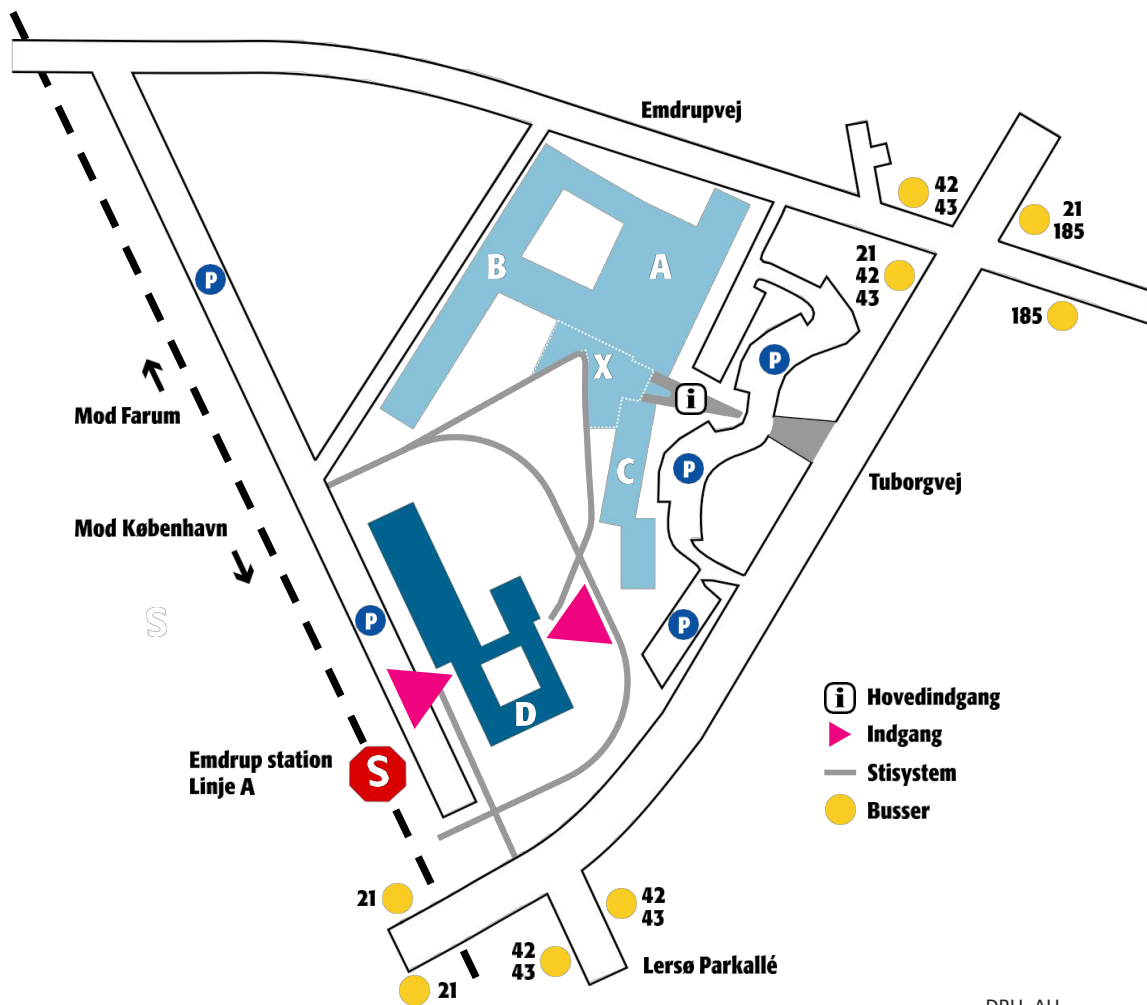 Emdrupvej
42
43
21
185
21
42
43
185
P
B
A
P
X
i
Mod Farum
C
P
Tuborgvej
Mod København
S
P
P
i Hovedindgang
D
Indgang
Emdrup station
Linje A
S
Stisystem
Busser
21
42
43
42
43
Lersø Parkallé
21